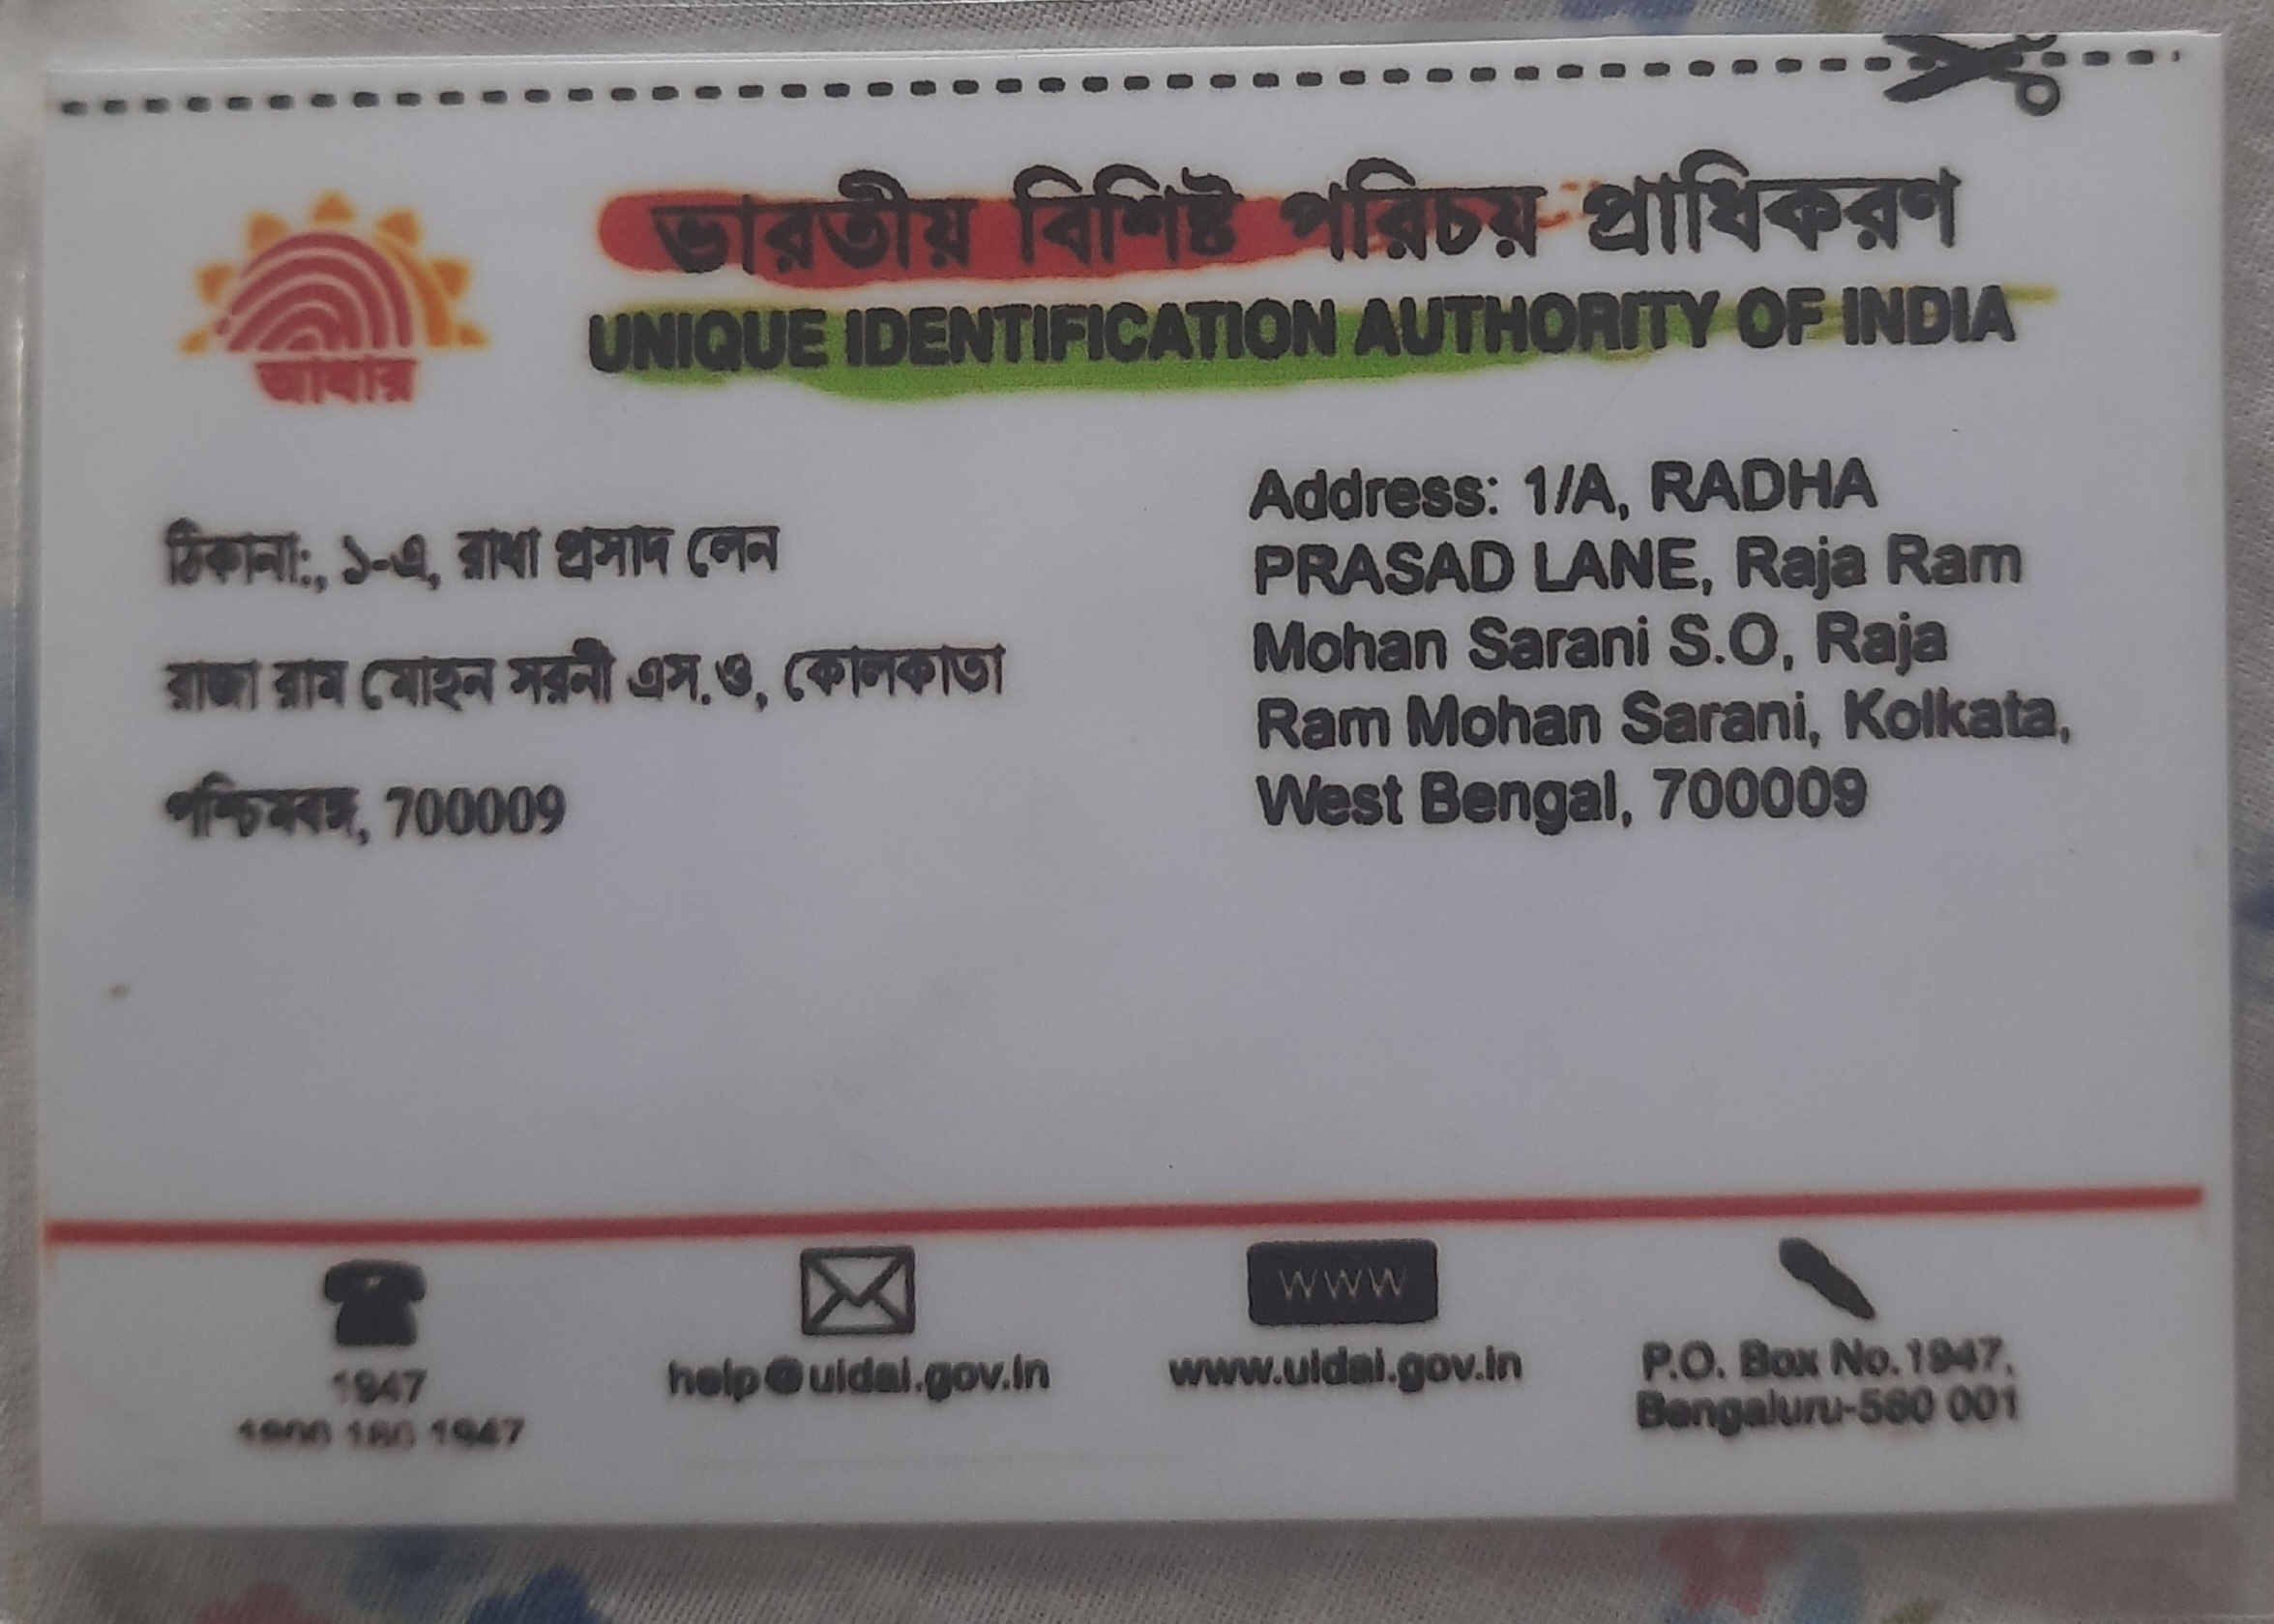 ভারতীয় বিশিষ্ট পরিচয় প্রাধিকরণ
UNIQUE IDENTIFICATION AUTHORITY OF INDIA
আধার
ঠিকানা:, ১-এ, রাধা প্রসাদ লেন
রাজা রাম মোহন সরনী এস.ও, কোলকাতা
পশ্চিমবঙ্গ, 700009
Address: 1/A, RADHA
PRASAD LANE, Raja Ram
Mohan Sarani S.O, Raja
Ram Mohan Sarani, Kolkata,
West Bengal, 700009
1947
1800 180 1947
help@uidai.gov.in
WWW
www.uidai.gov.in
P.O. Box No.1947,
Bengaluru-560 001